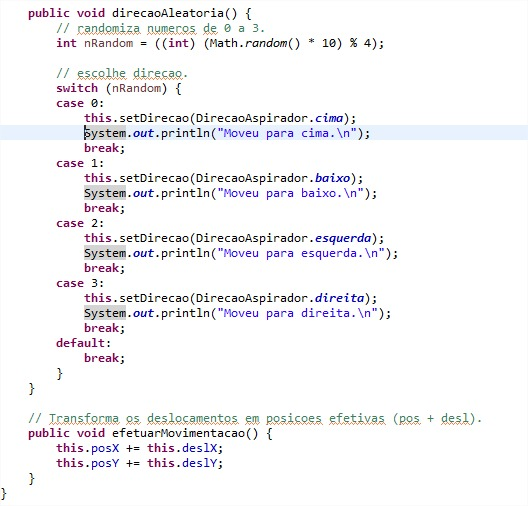 public void direcaoAleatoria() {
// randomiza numeros de 0 a 3.
int nRandom = ((int) (Math.random() * 10) % 4);
// escolhe direcao.
switch (nRandom) {
case 0:
this.setDirecao(DirecaoAspirador.cima);
System.out.println("Moveu para cima.\n");
break;
case 1:
this.setDirecao(DirecaoAspirador.baixo);
System.out.println("Moveu para baixo.\n");
break;
case 2:
this.setDirecao(DirecaoAspirador.esquerda);
System.out.println("Moveu para esquerda.\n");
break;
case 3:
this.setDirecao(DirecaoAspirador.direita);
System.out.println("Moveu para direita.\n");
break;
default:
break;
}
}
// Transforma os deslocamentos em posicoes efetivas (pos + desl).
public void efetuarMovimentacao() {
this.posX += this.deslX;
this.posY += this.deslY;
}
}